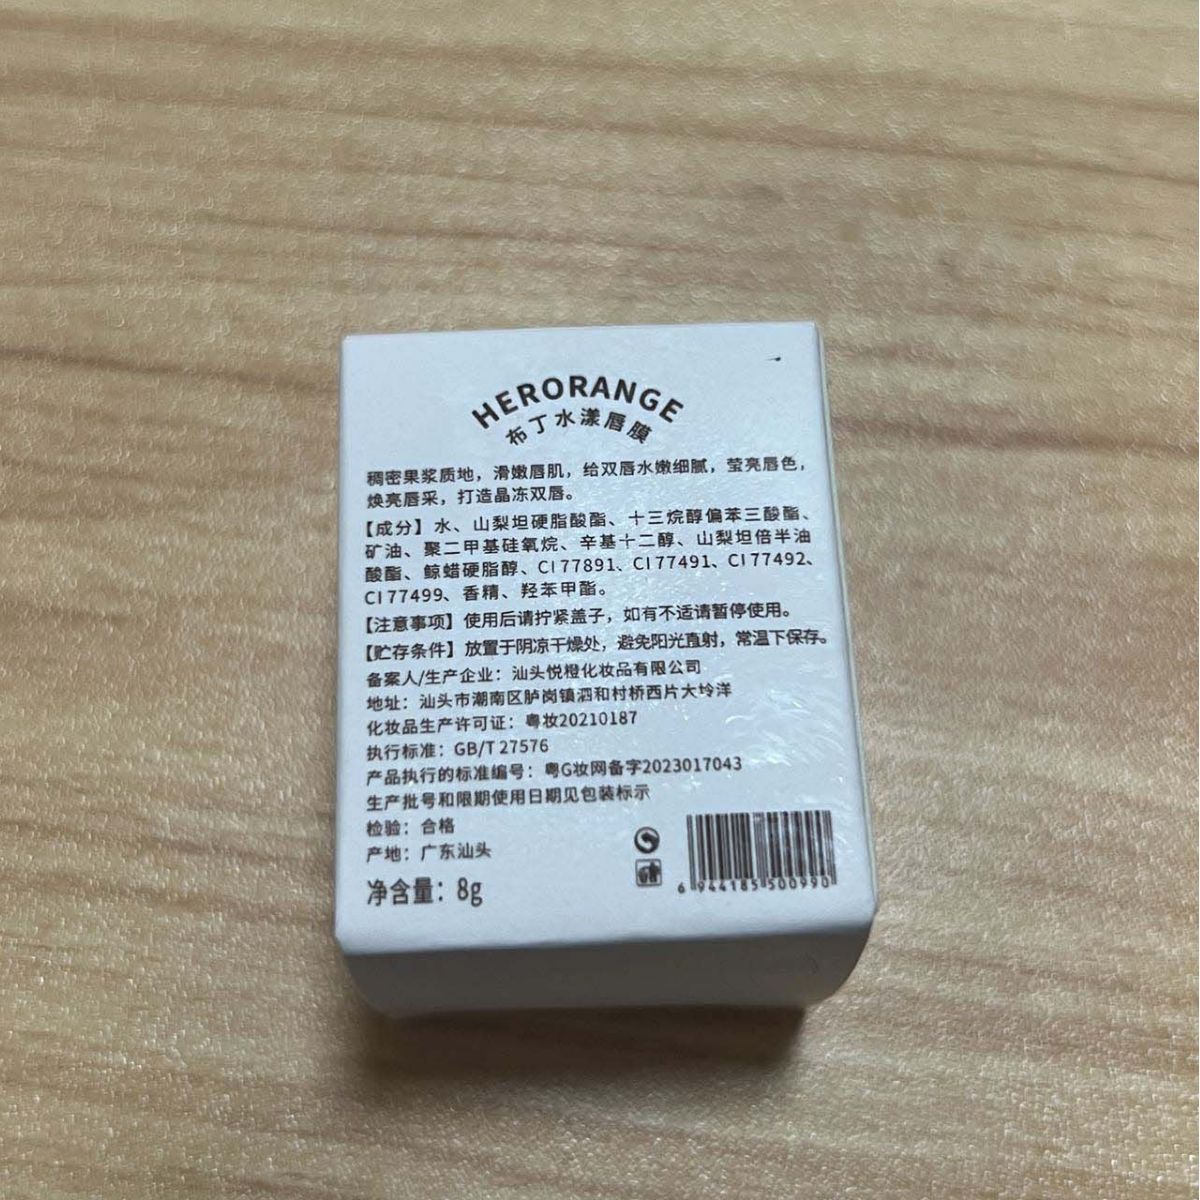 HERORANGE
布丁水漾唇膜
稠密果浆质地，滑嫩唇肌，给双唇水嫩细腻，莹亮唇色，
焕亮唇采，打造晶冻双唇。
【成分】水、山梨坦硬脂酸酯、十三烷醇偏苯三酸酯、
矿油、聚二甲基硅氧烷、辛基十二醇、山梨坦倍半油
酸酯、鲸蜡硬脂醇、CI 77891、CI 77491、CI 77492、
CI 77499、香精、羟苯甲酯。
【注意事项】使用后请拧紧盖子，如有不适请暂停使用。
【贮存条件】放置于阴凉干燥处，避免阳光直射，常温下保存。
备案人/生产企业：汕头悦橙化妆品有限公司
地址：汕头市潮南区胪岗镇泗和村桥西片大坽洋
化妆品生产许可证：粤妆20210187
执行标准：GB/T 27576
产品执行的标准编号：粤G妆网备字2023017043
生产批号和限期使用日期见包装标示
检验：合格
产地：广东汕头
净含量：8g
6 944185 500990